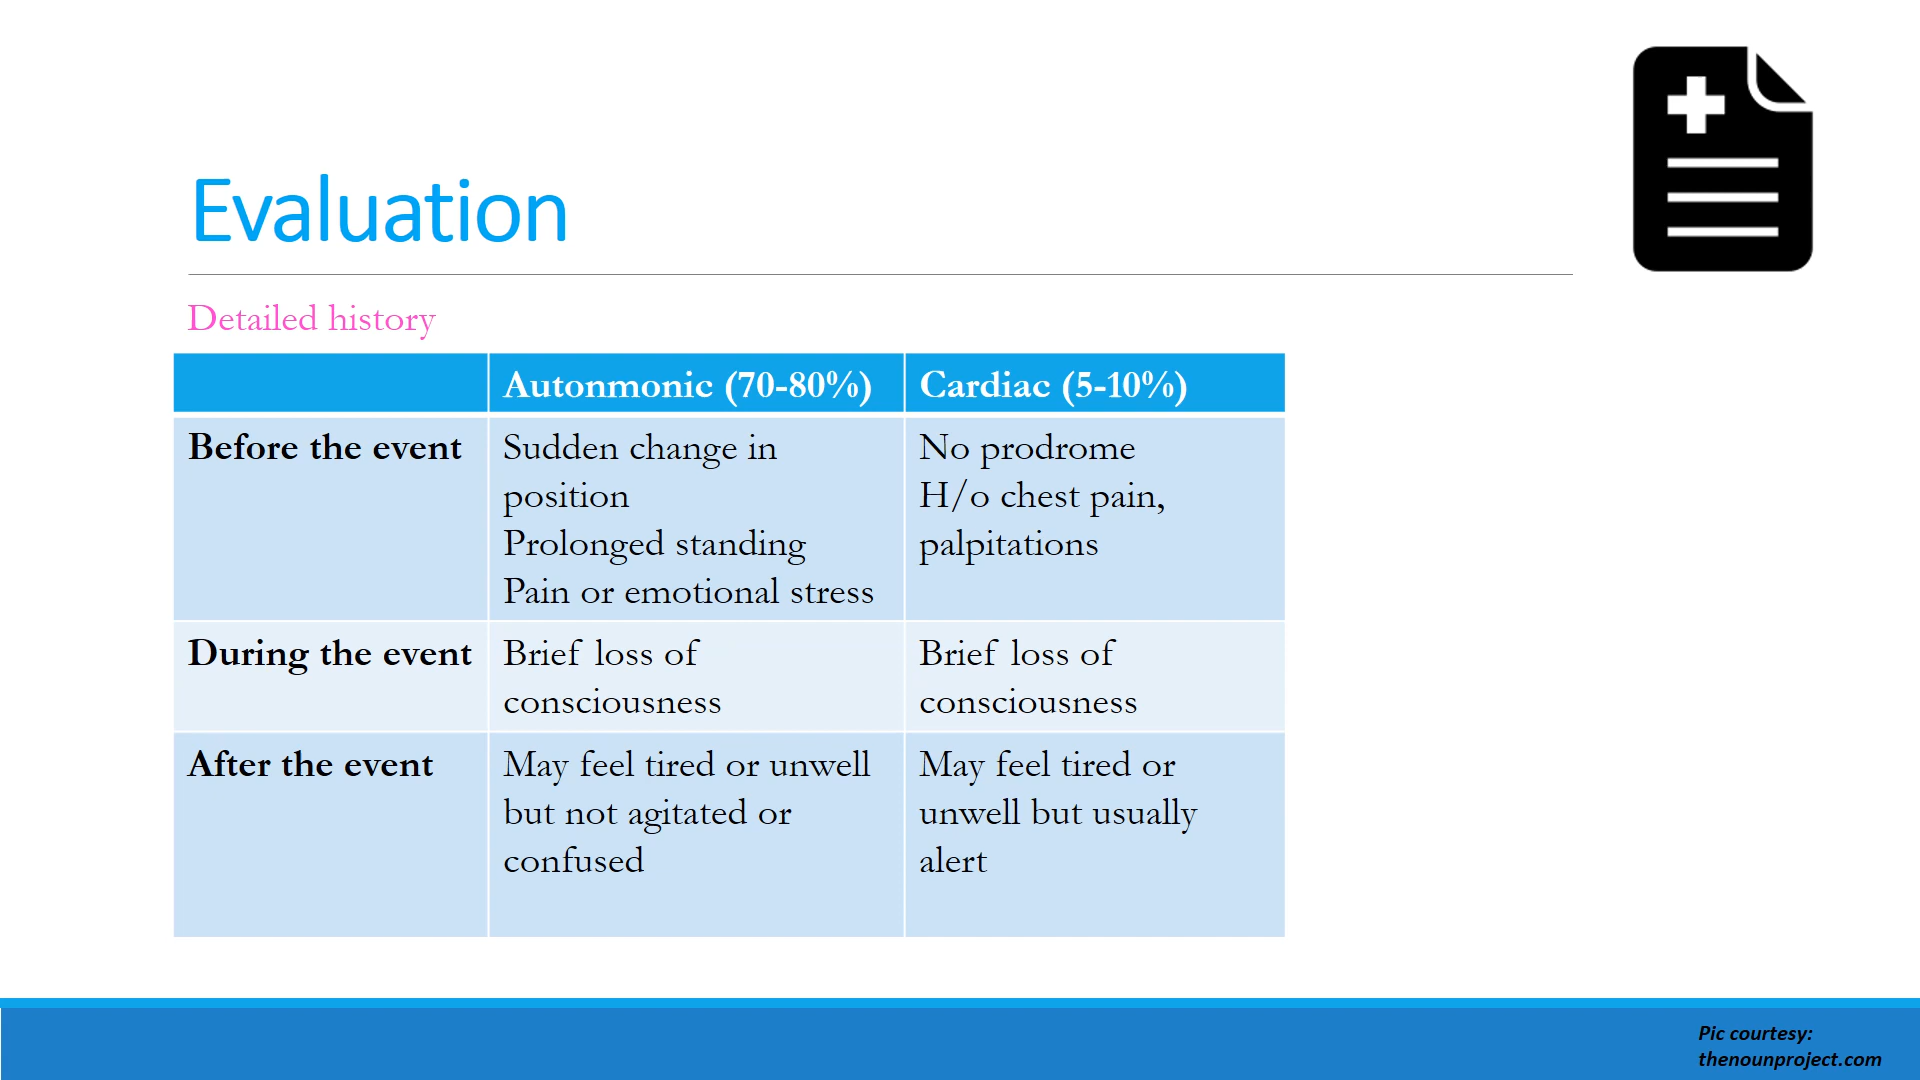 Evaluation
Detailed history
Autonmonic (70-80%)
Cardiac (5-10%)
Before the event
Sudden change in
position
Prolonged standing
Pain or emotional stress
No prodrome
H/o chest pain,
palpitations
During the event
Brief loss of
consciousness
Brief loss of
consciousness
After the event
May feel tired or unwell
but not agitated or
confused
May feel tired or
unwell but usually
alert
Pic courtesy:
thenounproject.com